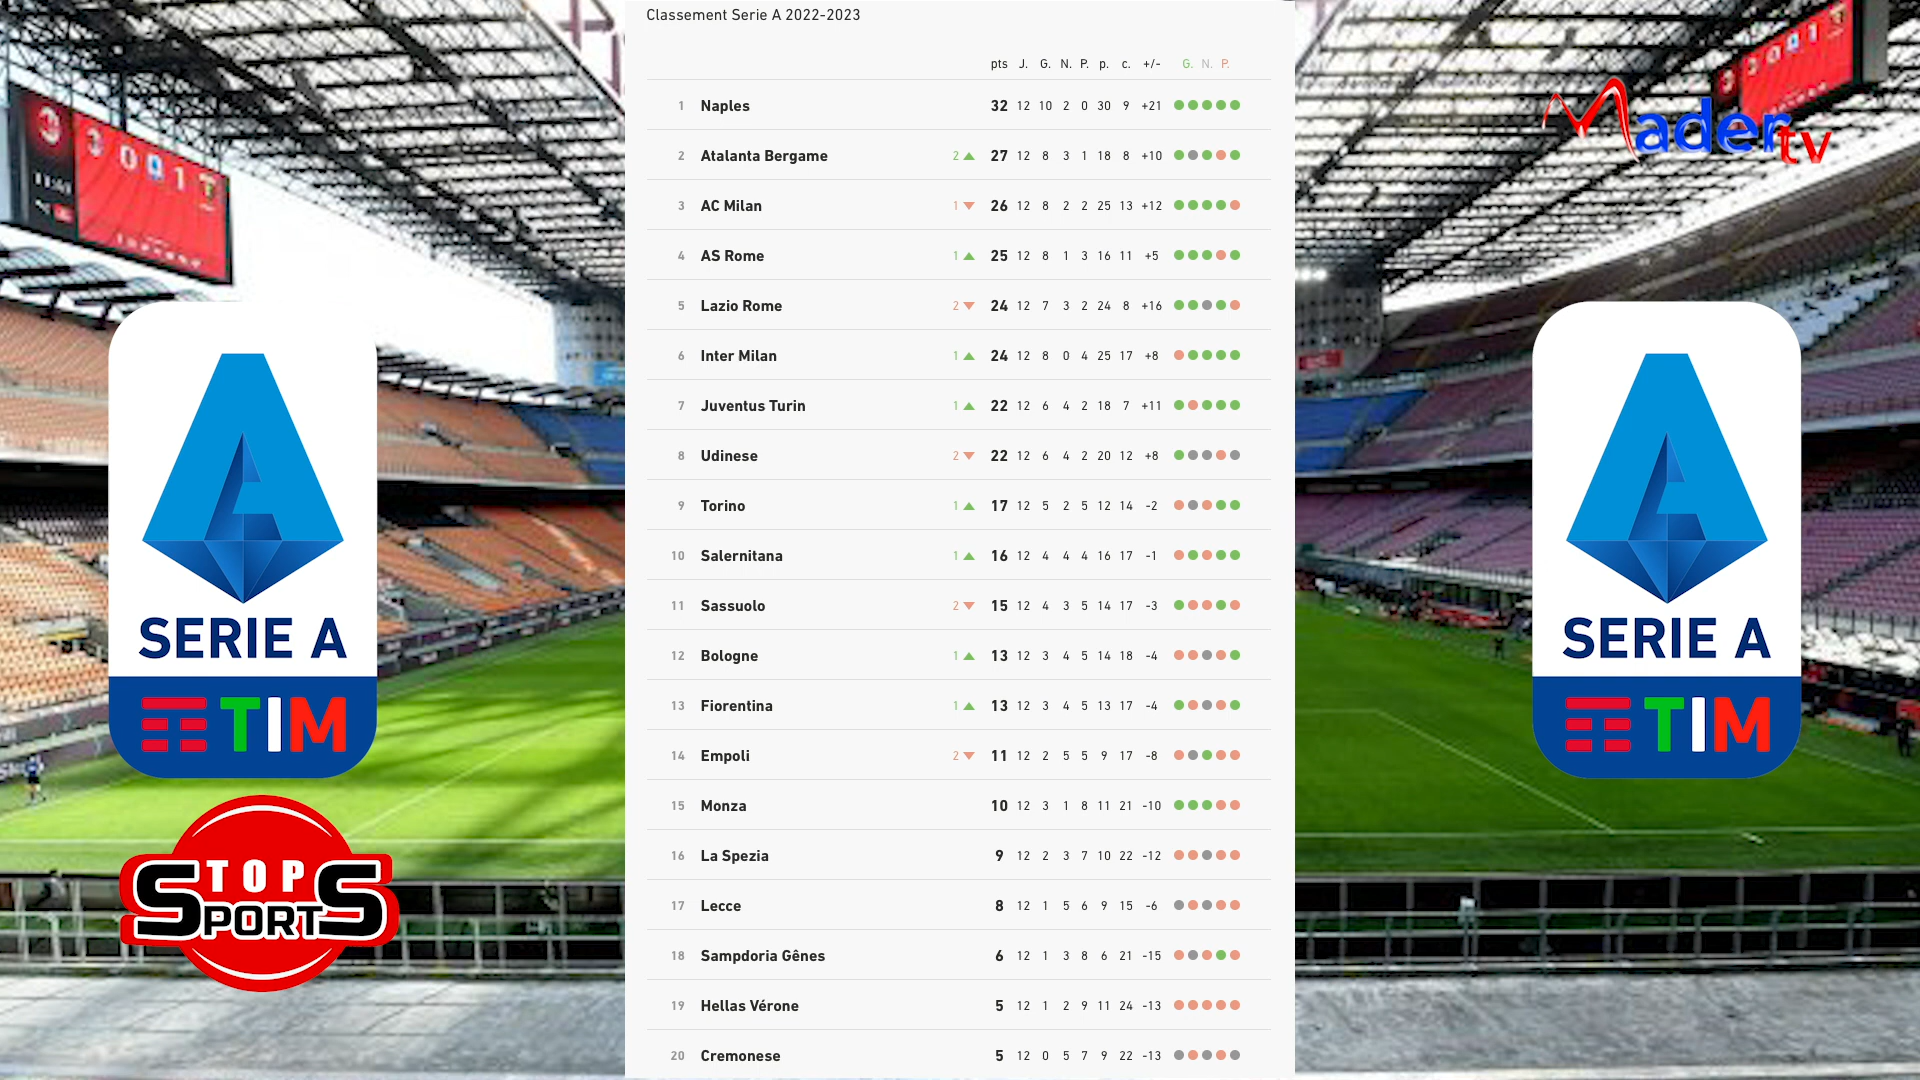 Classement Serie A 2022-2023
pts J. G. N. P. p. c. +/- G. N. P.
1 Naples 32 12 10 2 0 30 9 +21
2 Atalanta Bergame 2 27 12 8 3 1 18 8 +10
3 AC Milan 1 26 12 8 2 2 25 13 +12
4 AS Rome 1 25 12 8 1 3 16 11 +5
5 Lazio Rome 2 24 12 7 3 2 24 8 +16
6 Inter Milan 1 24 12 8 0 4 25 17 +8
7 Juventus Turin 1 22 12 6 4 2 18 7 +11
8 Udinese 2 22 12 6 4 2 20 12 +8
9 Torino 1 17 12 5 2 5 12 14 -2
10 Salernitana 1 16 12 4 4 4 16 17 -1
11 Sassuolo 2 15 12 4 3 5 14 17 -3
12 Bologne 1 13 12 3 4 5 14 18 -4
13 Fiorentina 1 13 12 3 4 5 13 17 -4
14 Empoli 2 11 12 2 5 5 9 17 -8
15 Monza 10 12 3 1 8 11 21 -10
16 La Spezia 9 12 2 3 7 10 22 -12
17 Lecce 8 12 1 5 6 9 15 -6
18 Sampdoria Gênes 6 12 1 3 8 6 21 -15
19 Hellas Vérone 5 12 1 2 9 11 24 -13
20 Cremonese 5 12 0 5 7 9 22 -13
3 0 1
SERIE A
TIM
TOP
SPORTS
Mader tv
3 0 1
SERIE A
TIM